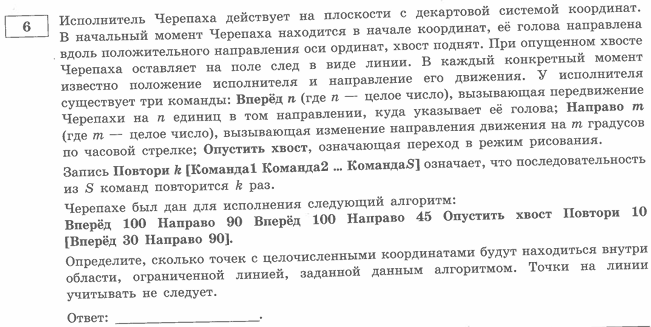 6
Исполнитель Черепаха действует на плоскости с декартовой системой координат.
В начальный момент Черепаха находится в начале координат, её голова направлена
вдоль положительного направления оси ординат, хвост поднят. При опущенном хвосте
Черепаха оставляет на поле след в виде линии. В каждый конкретный момент
известно положение исполнителя и направление его движения. У исполнителя
существует три команды: Вперёд n (где n — целое число), вызывающая передвижение
Черепахи на n единиц в том направлении, куда указывает её голова; Направо m
(где m — целое число), вызывающая изменение направления движения на m градусов
по часовой стрелке; Опустить хвост, означающая переход в режим рисования.
Запись Повтори k [Команда1 Команда2 ... КомандаS] означает, что последовательность
из S команд повторится k раз.
Черепахе был дан для исполнения следующий алгоритм:
Вперёд 100 Направо 90 Вперёд 100 Направо 45 Опустить хвост Повтори 10
[Вперёд 30 Направо 90].
Определите, сколько точек с целочисленными координатами будут находиться внутри
области, ограниченной линией, заданной данным алгоритмом. Точки на линии
учитывать не следует.
Ответ: ____________________.